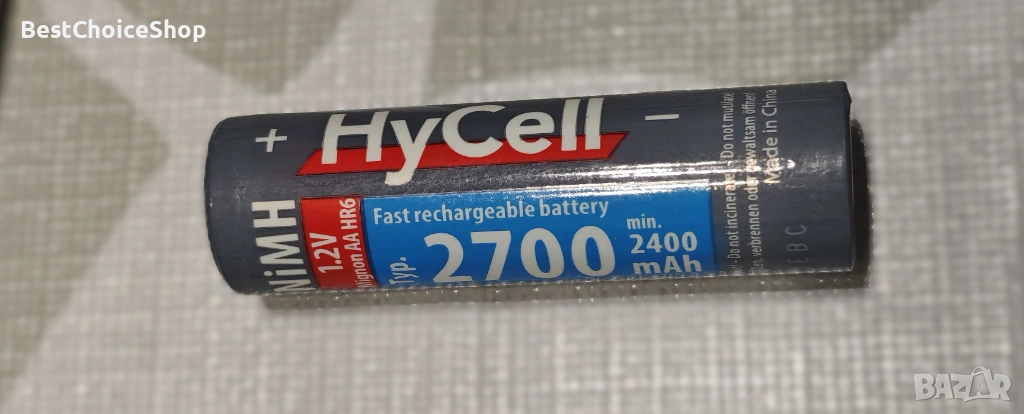 BestChoiceShop
+ HyCell −
NiMH
1.2V
Mignon AA HR6
Fast rechargeable battery
Typ. 2700 min. 2400 mAh
Do not incinerate - Do not mutilate
verbrennen oder gewaltsam öffnen
Made in China
E B C
BAZAR